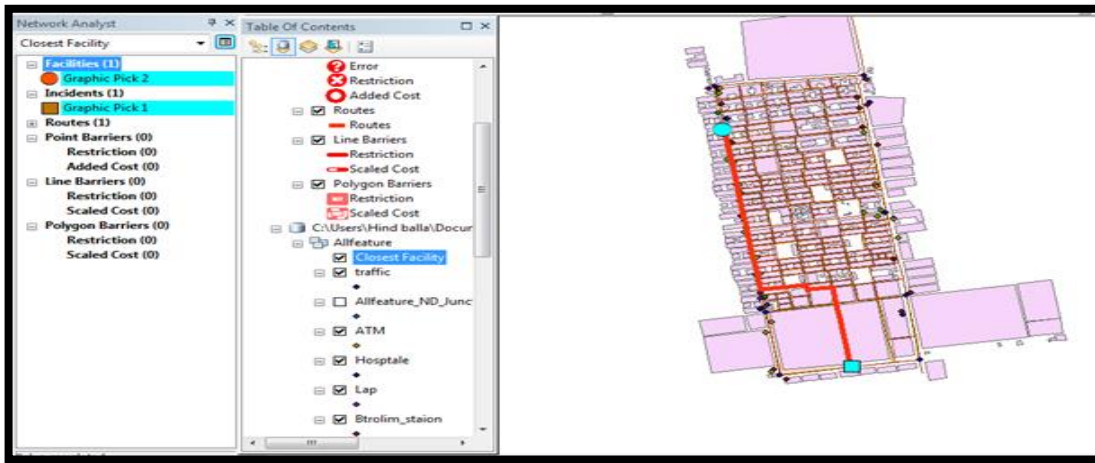 Network Analyst
Closest Facility
Facilities (1)
Graphic Pick 2
Incidents (1)
Graphic Pick 1
Routes (1)
Point Barriers (0)
Restriction (0)
Added Cost (0)
Line Barriers (0)
Restriction (0)
Scaled Cost (0)
Polygon Barriers (0)
Restriction (0)
Scaled Cost (0)
Table Of Contents
Error
Restriction
Added Cost
Routes
Routes
Line Barriers
Restriction
Scaled Cost
Polygon Barriers
Restriction
Scaled Cost
C:\Users\Hind balla\Docur
Allfeature
Closest Facility
traffic
Allfeature_ND_Junc
ATM
Hosptale
Lap
Btrolim_staion